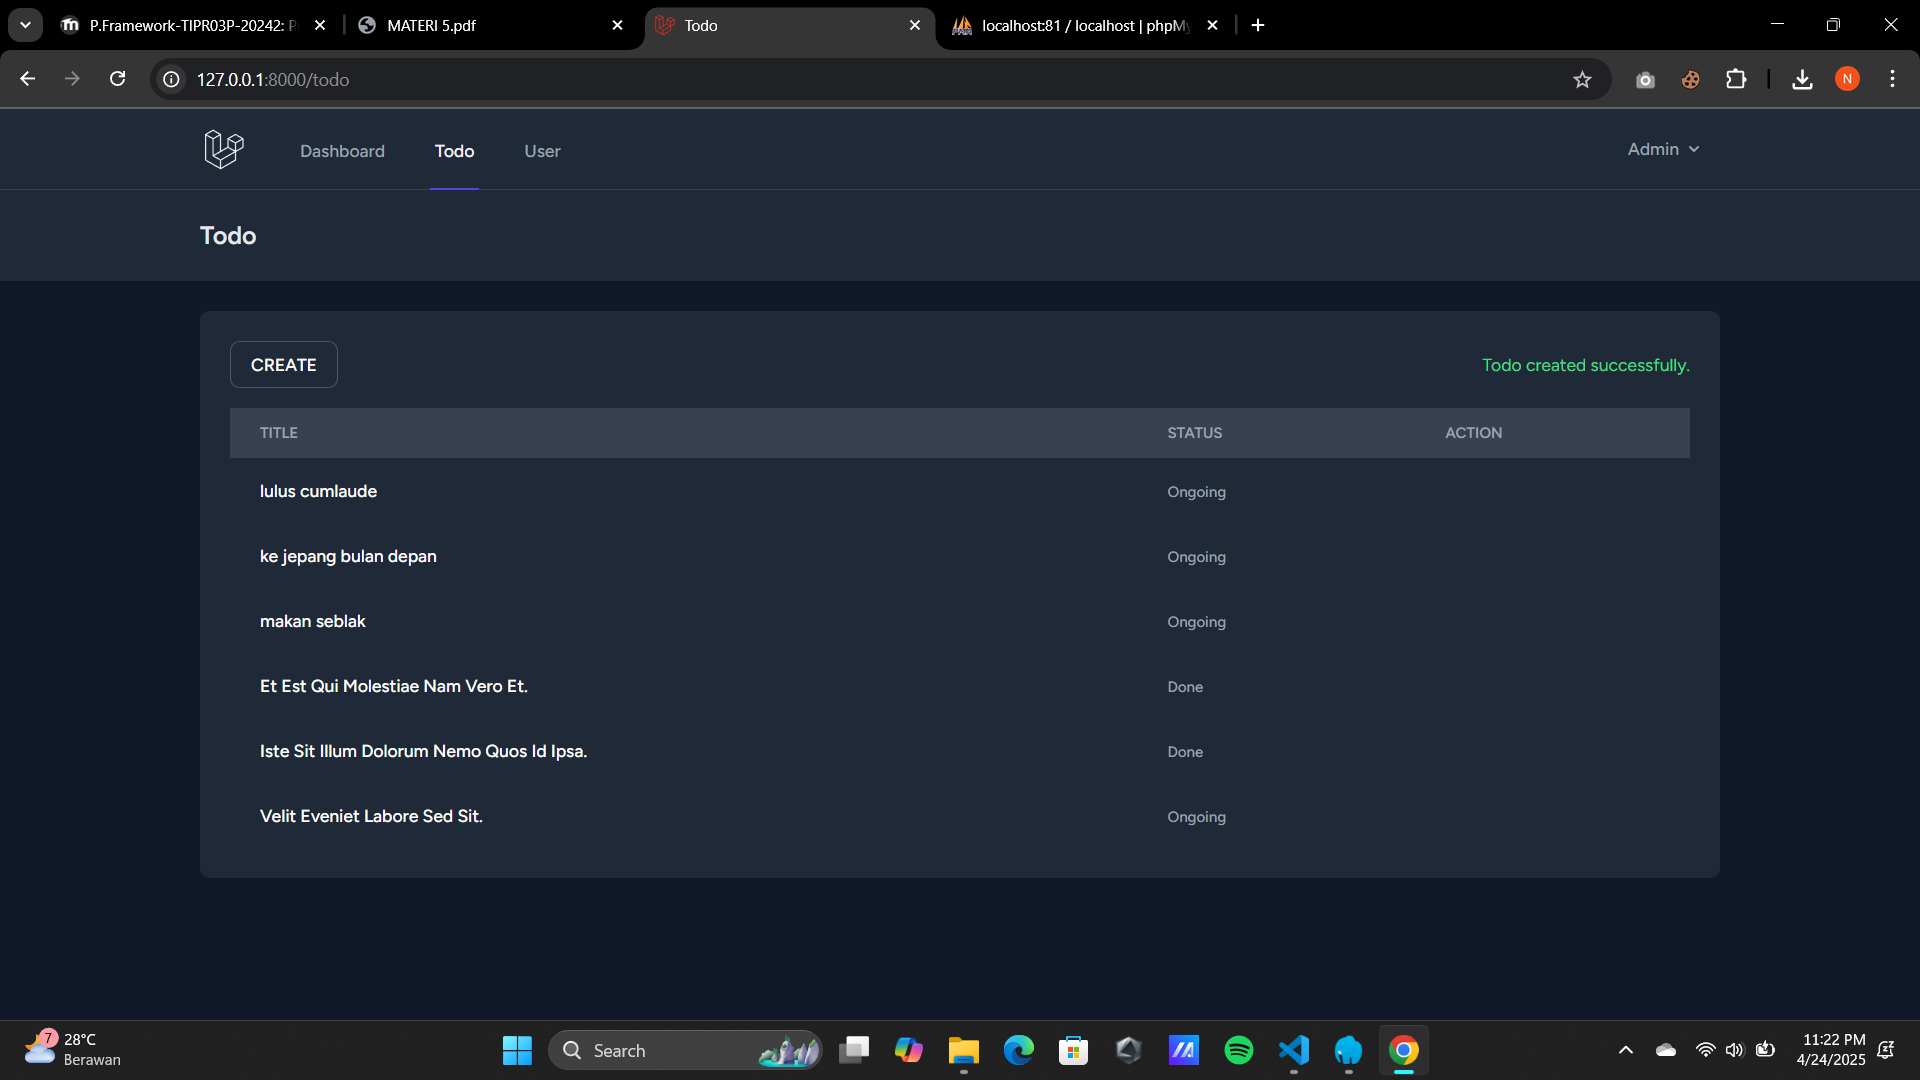 P.Framework-TIPR03P-20242: P
MATERI 5.pdf
Todo
localhost:81 / localhost | phpMy
127.0.0.1:8000/todo
N
Dashboard
Todo
User
Admin
Todo
CREATE
Todo created successfully.
TITLE
STATUS
ACTION
lulus cumlaude
Ongoing
ke jepang bulan depan
Ongoing
makan seblak
Ongoing
Et Est Qui Molestiae Nam Vero Et.
Done
Iste Sit Illum Dolorum Nemo Quos Id Ipsa.
Done
Velit Eveniet Labore Sed Sit.
Ongoing
7
28°C
Berawan
Search
11:22 PM
4/24/2025